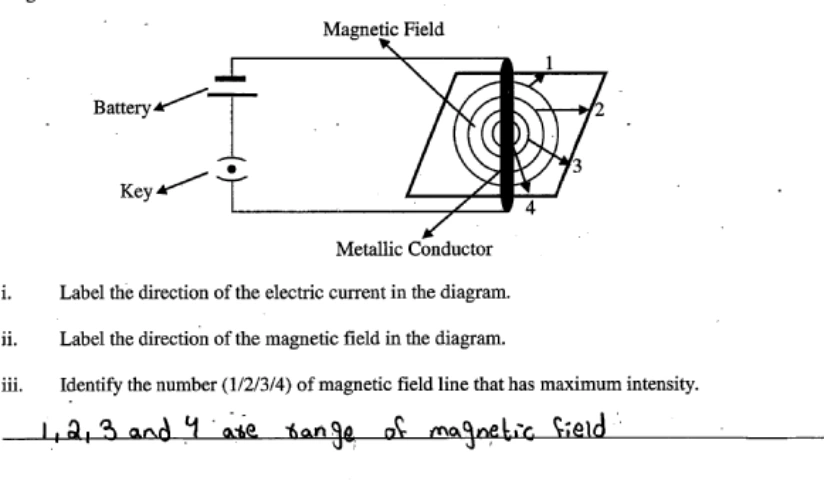 Magnetic Field
1
Battery
2
Key
3
4
Metallic Conductor
i. Label the direction of the electric current in the diagram.
ii. Label the direction of the magnetic field in the diagram.
iii. Identify the number (1/2/3/4) of magnetic field line that has maximum intensity.
1, 2, 3 and 4 are range of magnetic field